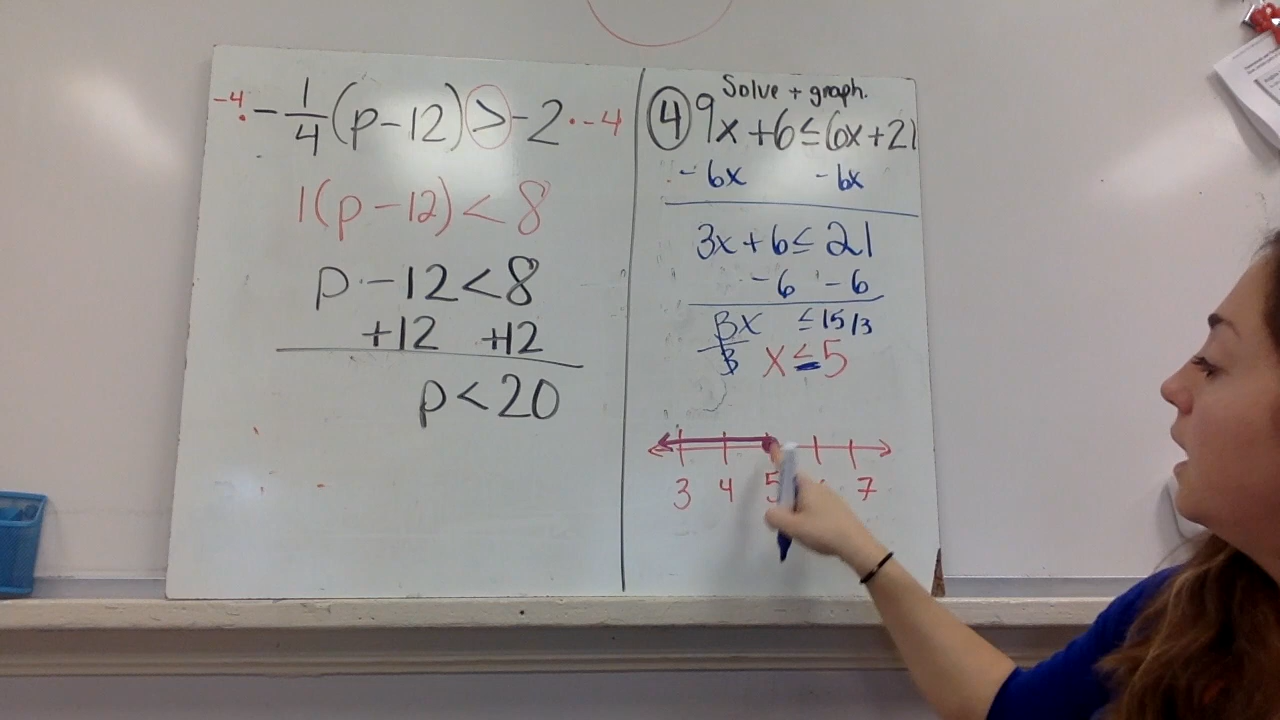 -4 · -1/4 (p-12) > -2 · -4
1(p-12) < 8
p - 12 < 8
+12 +12
p < 20
Solve + graph.
④ 9x + 6 ≤ 6x + 21
-6x -6x
3x + 6 ≤ 21
-6 -6
3x ≤ 15/3
3 x ≤ 5
3 4 5 7